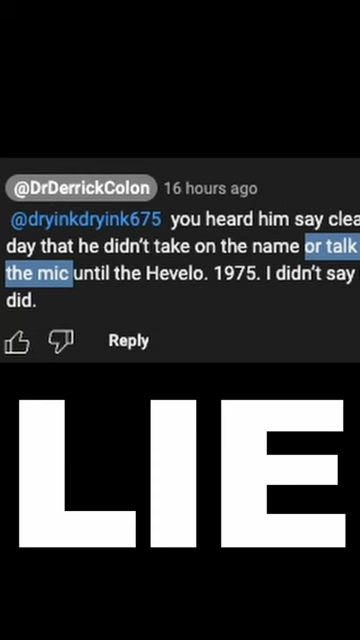 @DrDerrickColon 16 hours ago
@dryinkdryink675 you heard him say
day that he didn't take on the name or talk
the mic until the Hevelo. 1975. I didn't say
did.
Reply
LIE